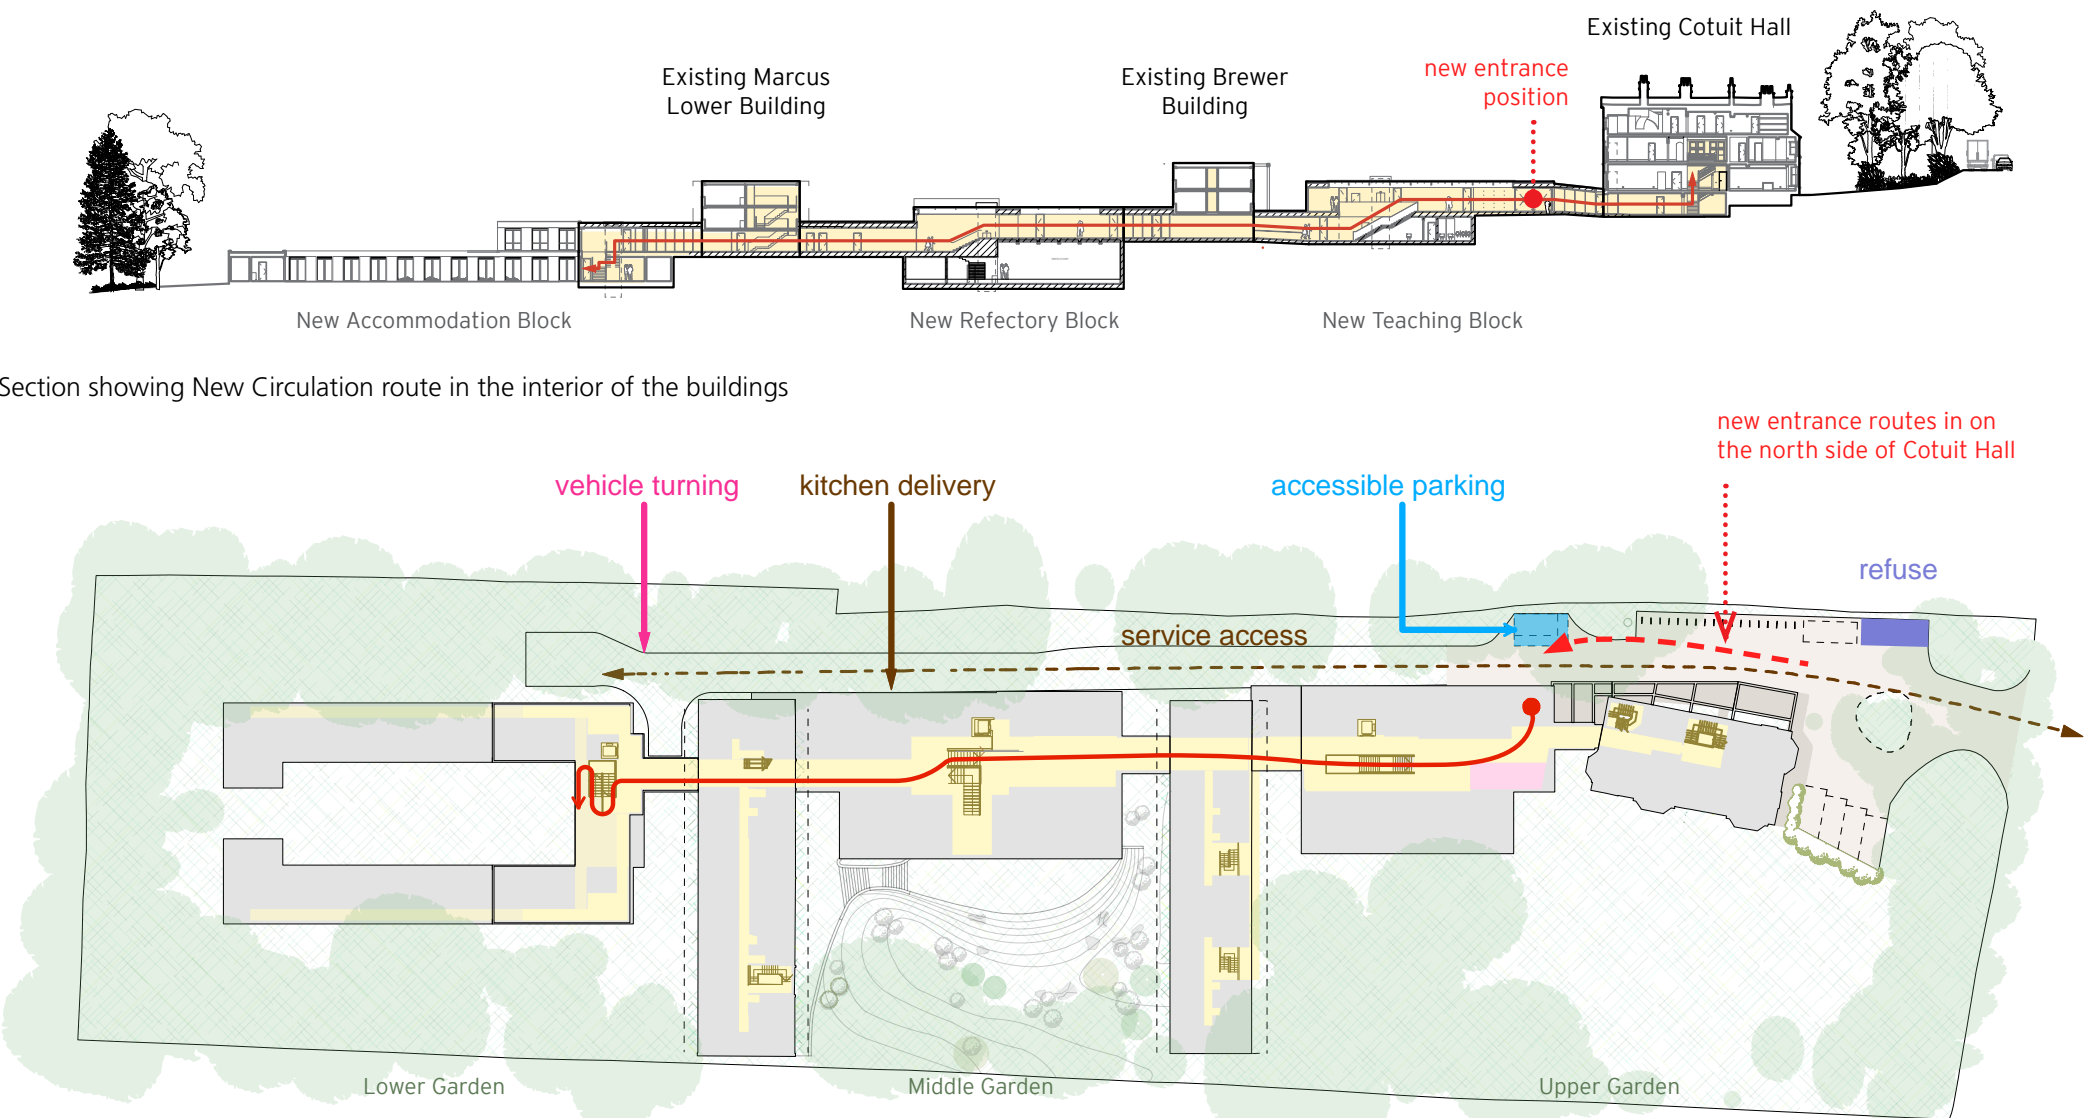 Existing Cotuit Hall
Existing Marcus
Lower Building
Existing Brewer
Building
new entrance
position
New Accommodation Block
New Refectory Block
New Teaching Block
Section showing New Circulation route in the interior of the buildings
new entrance routes in on
the north side of Cotuit Hall
vehicle turning
kitchen delivery
accessible parking
refuse
service access
Lower Garden
Middle Garden
Upper Garden